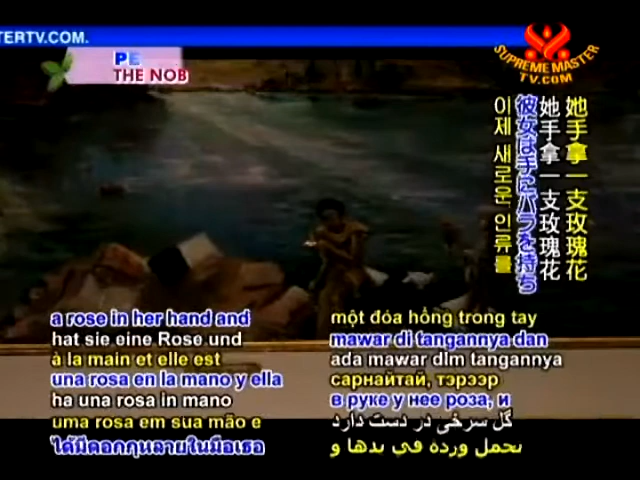 TERTV.COM.
PE
THE NOB
SUPREME MASTER
TV.COM
她手拿一支玫瑰花
她手拿一支玫瑰花
彼女は手にバラを持ち
이제 새로운 인류를
a rose in her hand and
hat sie eine Rose und
à la main et elle est
una rosa en la mano y ella
ha una rosa in mano
uma rosa em sua mão e
ได้มีดอกกุหลาบในมือเธอ
một đóa hồng trong tay
mawar di tangannya dan
ada mawar dlm tangannya
сарнайтай, тэрээр
в руке у нее роза, и
گل سرخی در دست دارد
تحمل وردة في يدها و